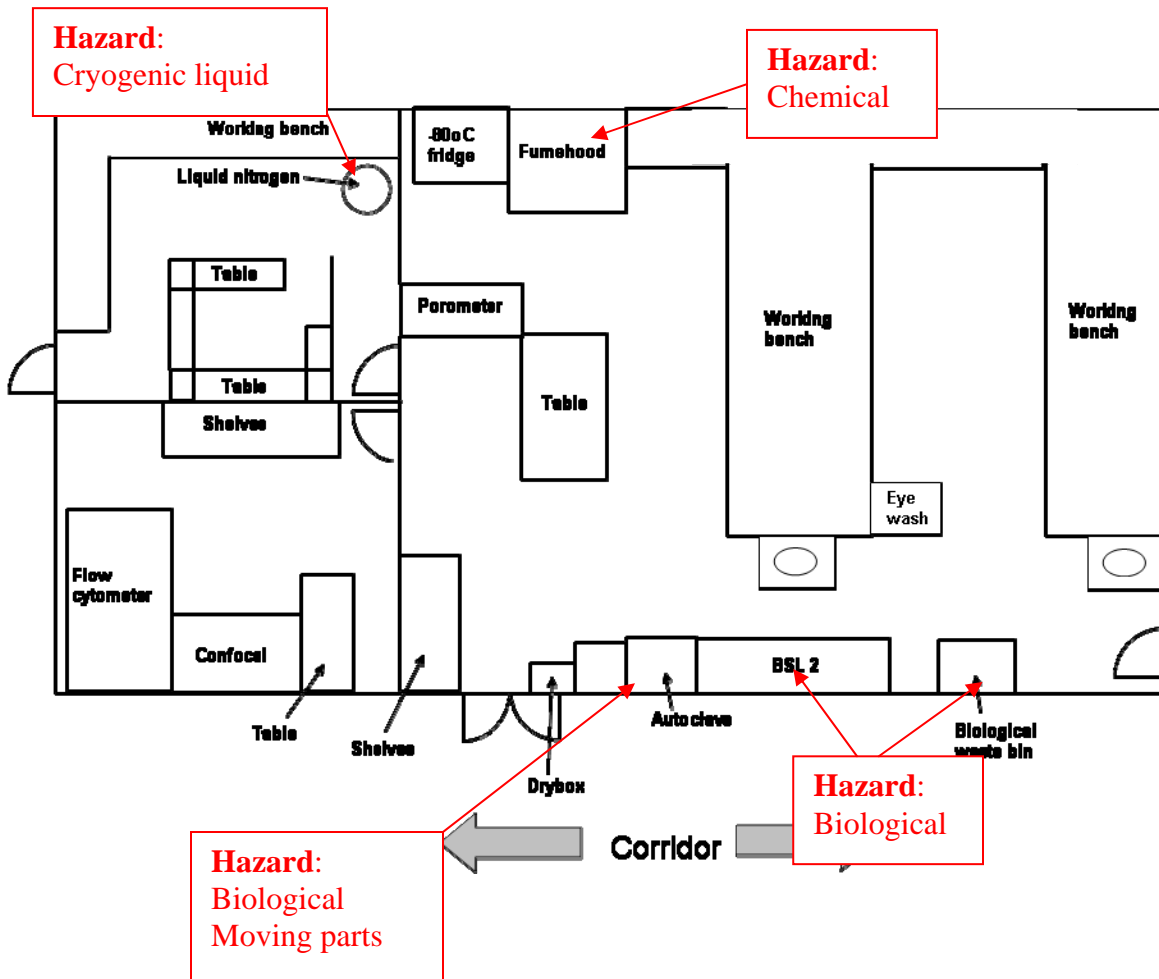 Hazard:
Cryogenic liquid
Hazard:
Chemical
Working bench
-80oC
fridge
Fumehood
Liquid nitrogen
Table
Porometer
Working
bench
Working
bench
Table
Table
Shelves
Eye
wash
Flow
cytometer
Confocal
BSL 2
Table
Shelves
Autoclave
Biological
waste bin
Drybox
Hazard:
Biological
Corridor
Hazard:
Biological
Moving parts